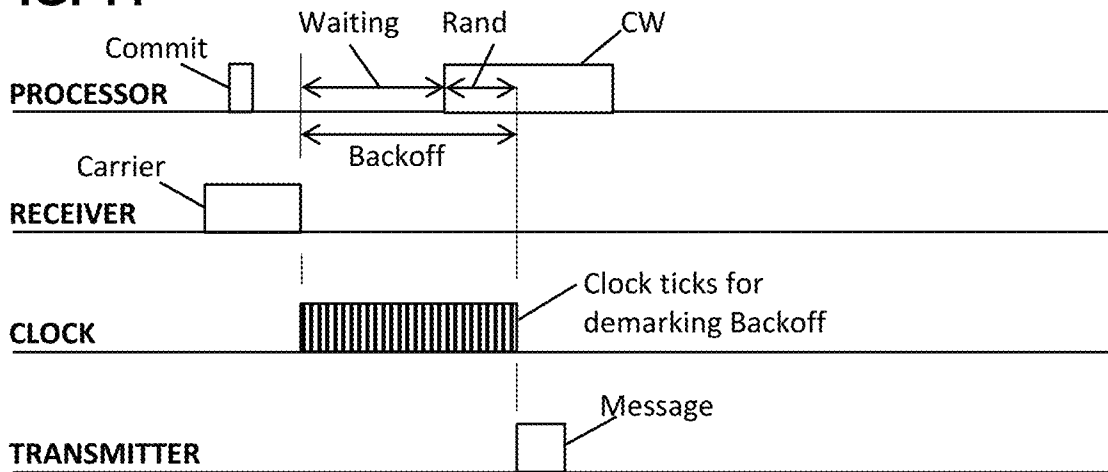 Waiting Rand CW
Commit
PROCESSOR
Backoff
Carrier
RECEIVER
Clock ticks for
demarking Backoff
CLOCK
Message
TRANSMITTER